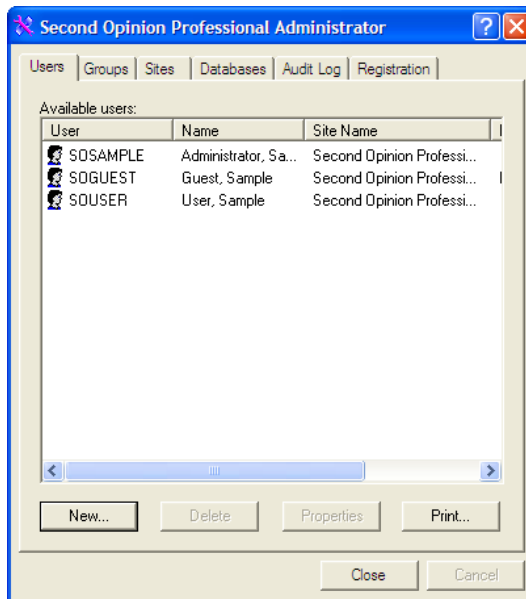 Second Opinion Professional Administrator
Users Groups Sites Databases Audit Log Registration
Available users:
User Name Site Name
SOSAMPLE Administrator, Sa... Second Opinion Professi...
SOGUEST Guest, Sample Second Opinion Professi...
SOUSER User, Sample Second Opinion Professi...
New... Delete Properties Print...
Close Cancel